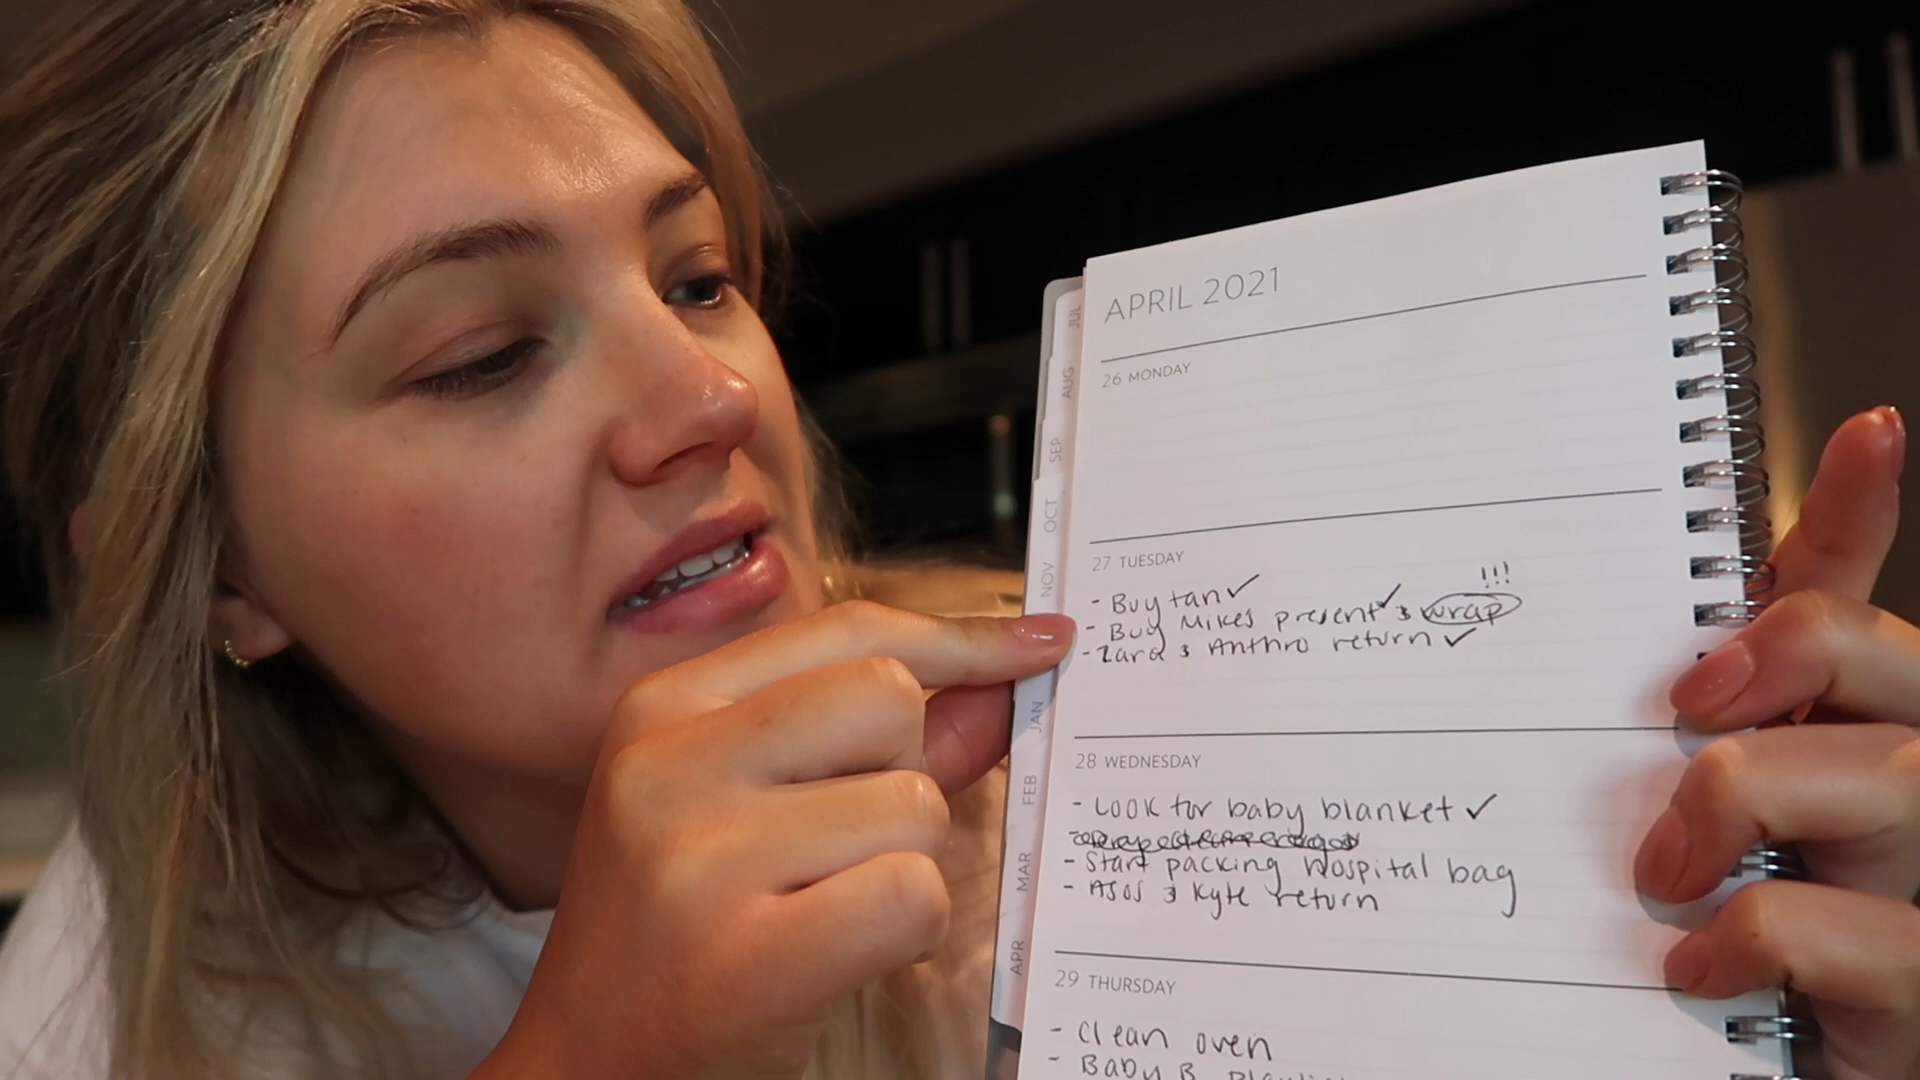 APRIL 2021
26 MONDAY
27 TUESDAY
!!!
- Buy tan ✓
- Buy Mikes present ✓ & wrap
- Zara & Anthro return ✓
28 WEDNESDAY
- Look for baby blanket ✓
- Start packing hospital bag
- ASOS & Kyte return
29 THURSDAY
- Clean oven
- Baby B
JUL
AUG
SEP
OCT
NOV
JAN
FEB
MAR
APR